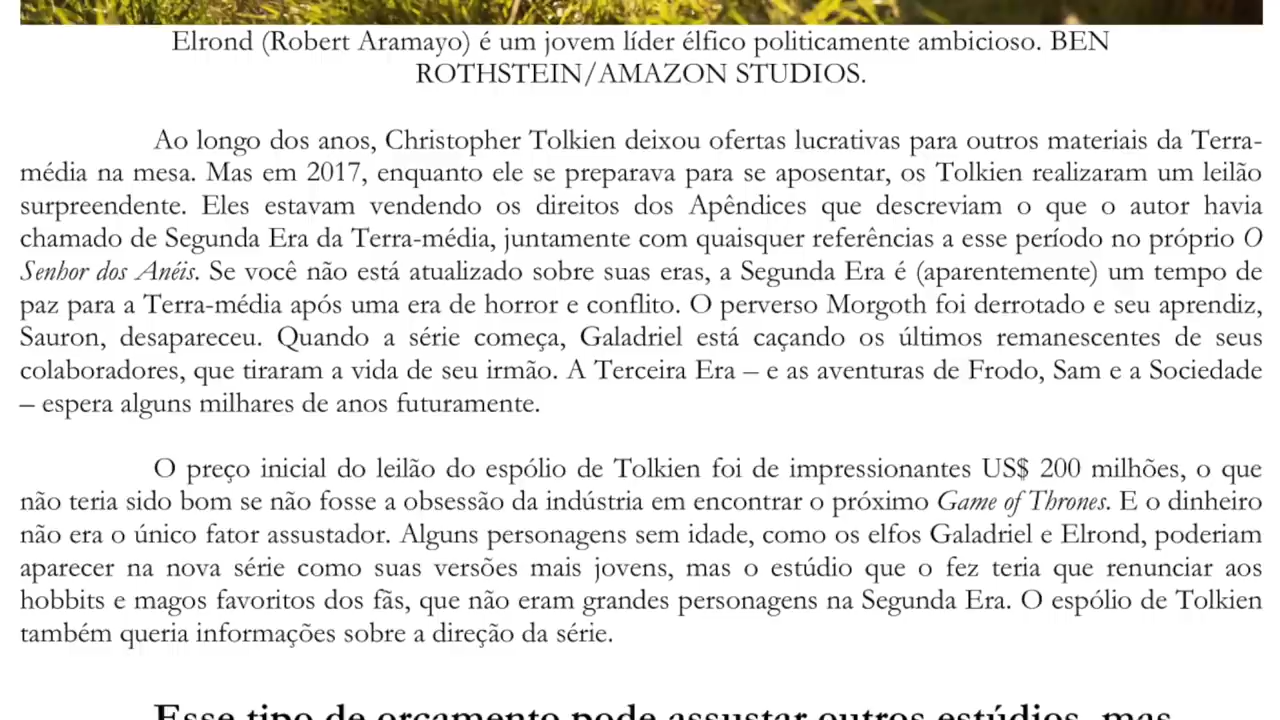 Elrond (Robert Aramayo) é um jovem líder élfico politicamente ambicioso. BEN
ROTHSTEIN/AMAZON STUDIOS.
Ao longo dos anos, Christopher Tolkien deixou ofertas lucrativas para outros materiais da Terra-
média na mesa. Mas em 2017, enquanto ele se preparava para se aposentar, os Tolkien realizaram um leilão
surpreendente. Eles estavam vendendo os direitos dos Apêndices que descreviam o que o autor havia
chamado de Segunda Era da Terra-média, juntamente com quaisquer referências a esse período no próprio O
Senhor dos Anéis. Se você não está atualizado sobre suas eras, a Segunda Era é (aparentemente) um tempo de
paz para a Terra-média após uma era de horror e conflito. O perverso Morgoth foi derrotado e seu aprendiz,
Sauron, desapareceu. Quando a série começa, Galadriel está caçando os últimos remanescentes de seus
colaboradores, que tiraram a vida de seu irmão. A Terceira Era – e as aventuras de Frodo, Sam e a Sociedade
– espera alguns milhares de anos futuramente.
O preço inicial do leilão do espólio de Tolkien foi de impressionantes US$ 200 milhões, o que
não teria sido bom se não fosse a obsessão da indústria em encontrar o próximo Game of Thrones. E o dinheiro
não era o único fator assustador. Alguns personagens sem idade, como os elfos Galadriel e Elrond, poderiam
aparecer na nova série como suas versões mais jovens, mas o estúdio que o fez teria que renunciar aos
hobbits e magos favoritos dos fãs, que não eram grandes personagens na Segunda Era. O espólio de Tolkien
também queria informações sobre a direção da série.
Esse tipo de orçamento pode assustar outros estúdios, mas